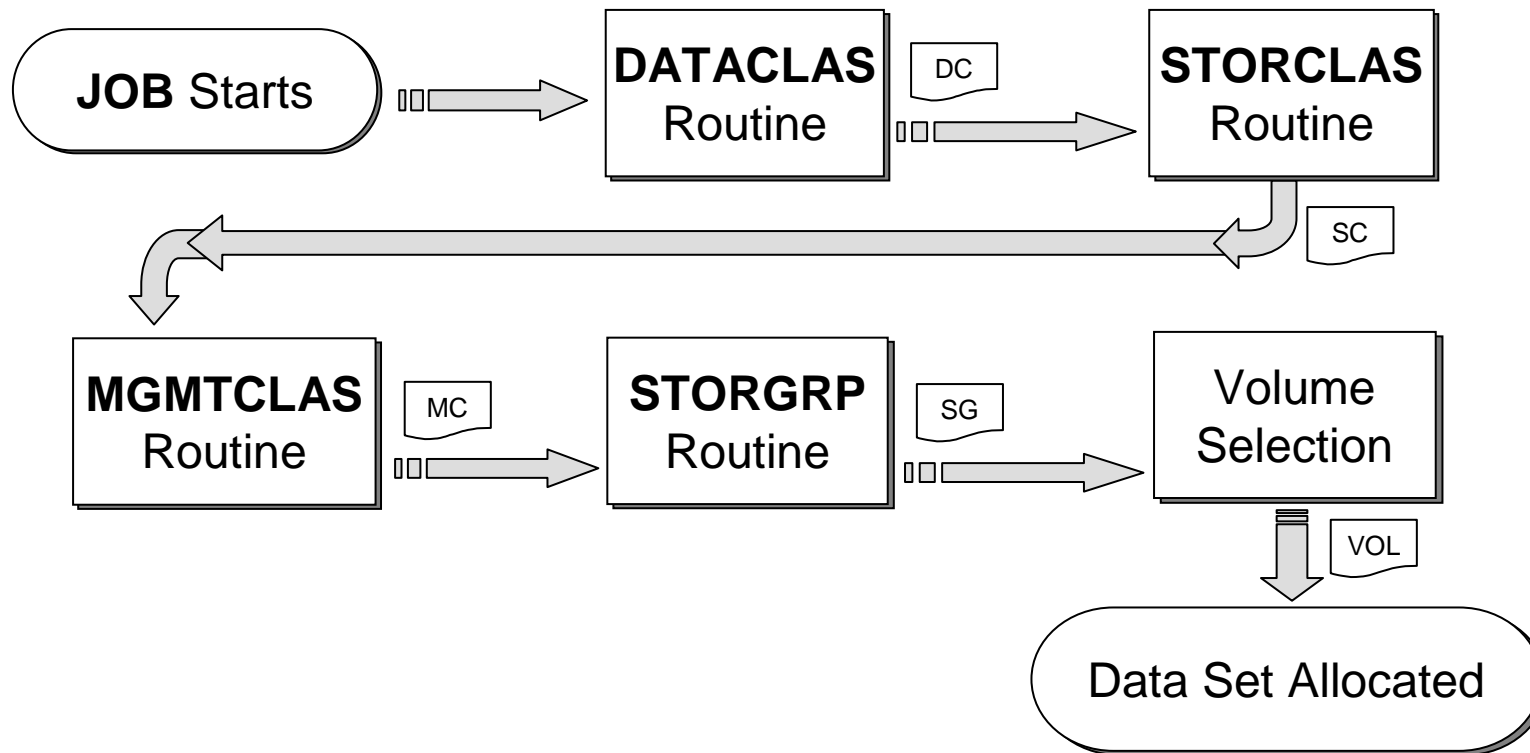 JOB Starts
DATACLAS
Routine
DC
STORCLAS
Routine
SC
MGMTCLAS
Routine
MC
STORGRP
Routine
SG
Volume
Selection
VOL
Data Set Allocated